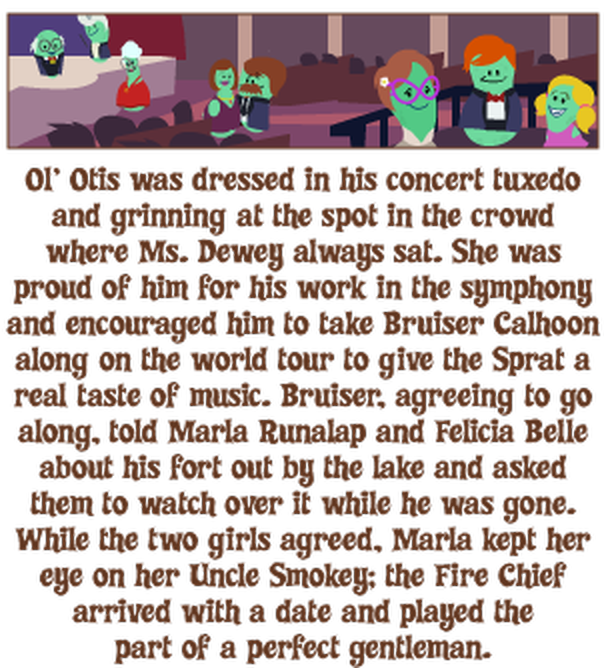 Ol' Otis was dressed in his concert tuxedo
and grinning at the spot in the crowd
where Ms. Dewey always sat. She was
proud of him for his work in the symphony
and encouraged him to take Bruiser Calhoon
along on the world tour to give the Sprat a
real taste of music. Bruiser, agreeing to go
along, told Marla Runalap and Felicia Belle
about his fort out by the lake and asked
them to watch over it while he was gone.
While the two girls agreed, Marla kept her
eye on her Uncle Smokey; the Fire Chief
arrived with a date and played the
part of a perfect gentleman.